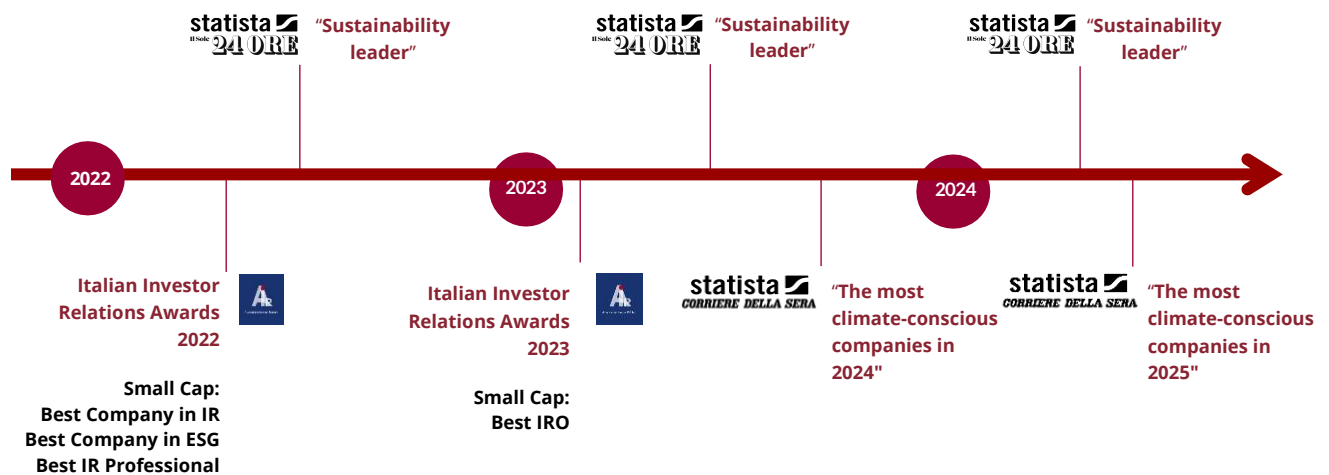 statista
Il Sole
24 ORE
“Sustainability
leader”
statista
Il Sole
24 ORE
“Sustainability
leader”
statista
Il Sole
24 ORE
“Sustainability
leader”
2022
2023
2024
Italian Investor
Relations Awards
2022
AIR
Small Cap:
Best Company in IR
Best Company in ESG
Best IR Professional
Italian Investor
Relations Awards
2023
AIR
Small Cap:
Best IRO
statista
CORRIERE DELLA SERA
“The most
climate-conscious
companies in
2024"
statista
CORRIERE DELLA SERA
“The most
climate-conscious
companies in
2025"